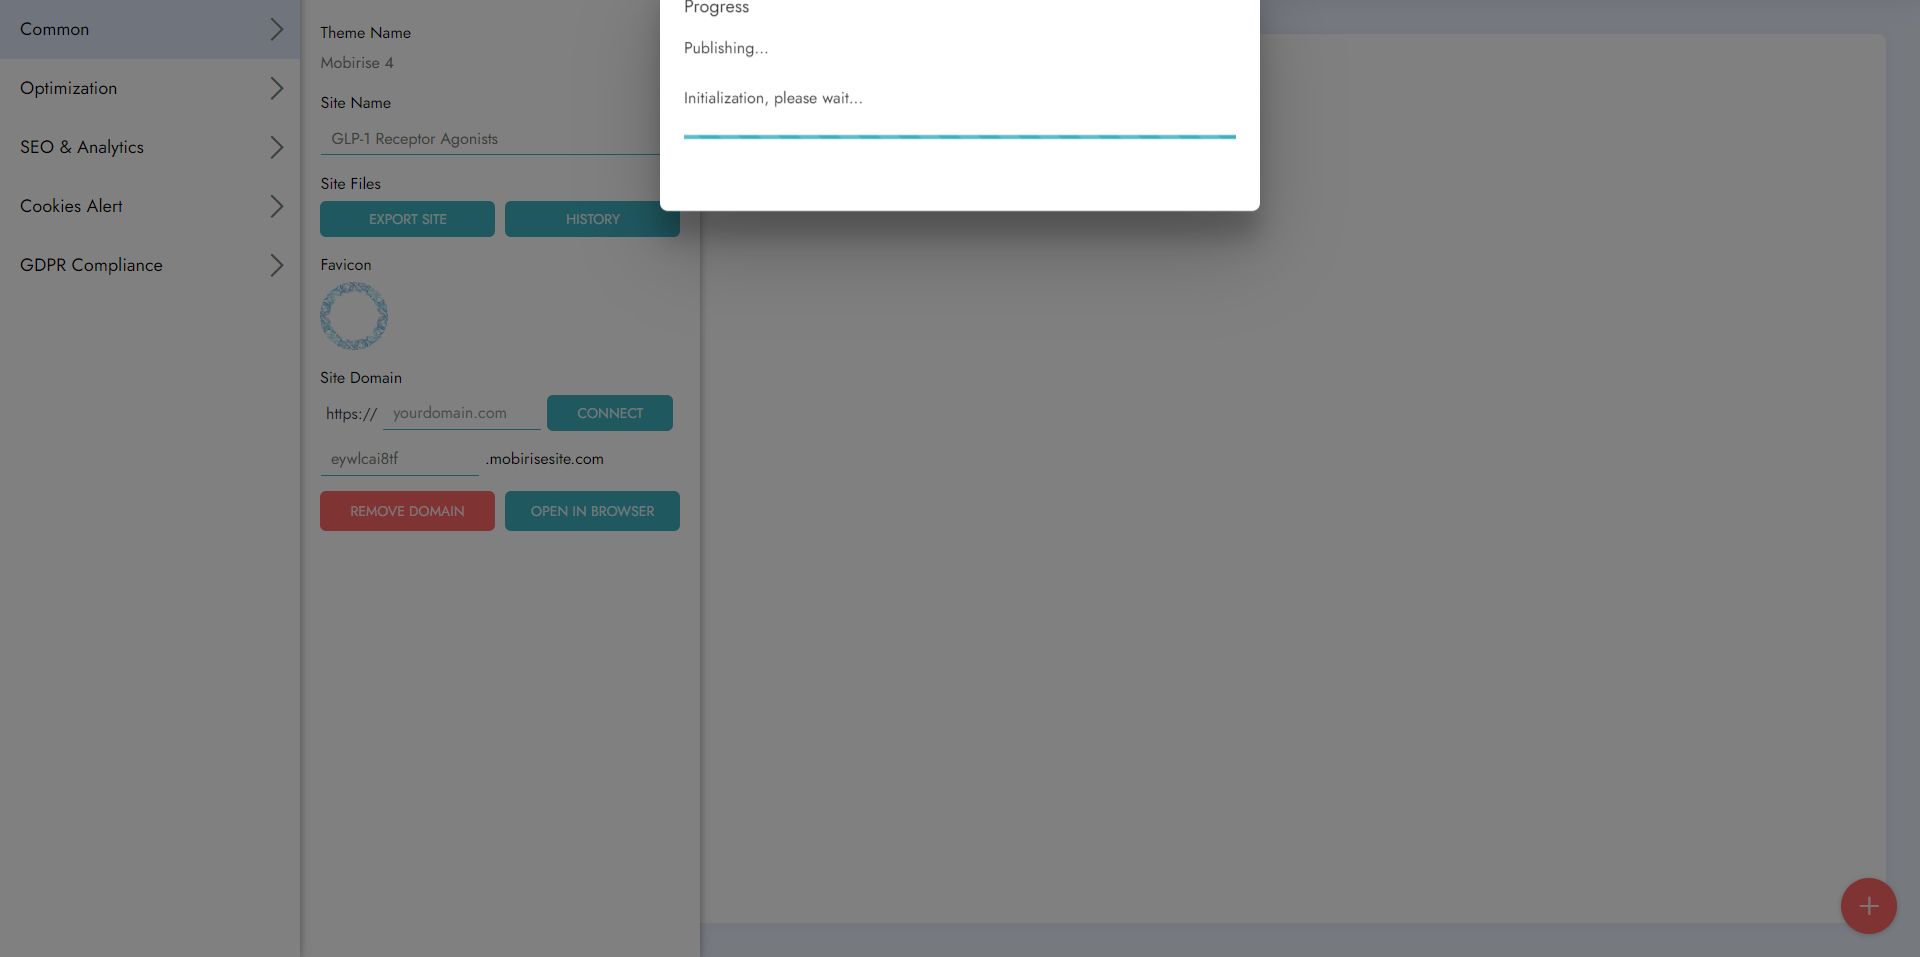 Common
Optimization
SEO & Analytics
Cookies Alert
GDPR Compliance
Theme Name
Mobirise 4
Site Name
GLP-1 Receptor Agonists
Site Files
EXPORT SITE
HISTORY
Favicon
Site Domain
https://
yourdomain.com
CONNECT
eywlcai8tf
.mobirisesite.com
REMOVE DOMAIN
OPEN IN BROWSER
Progress
Publishing...
Initialization, please wait...